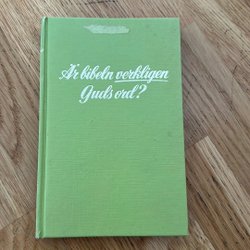 Är bibeln verkligen
Guds ord?